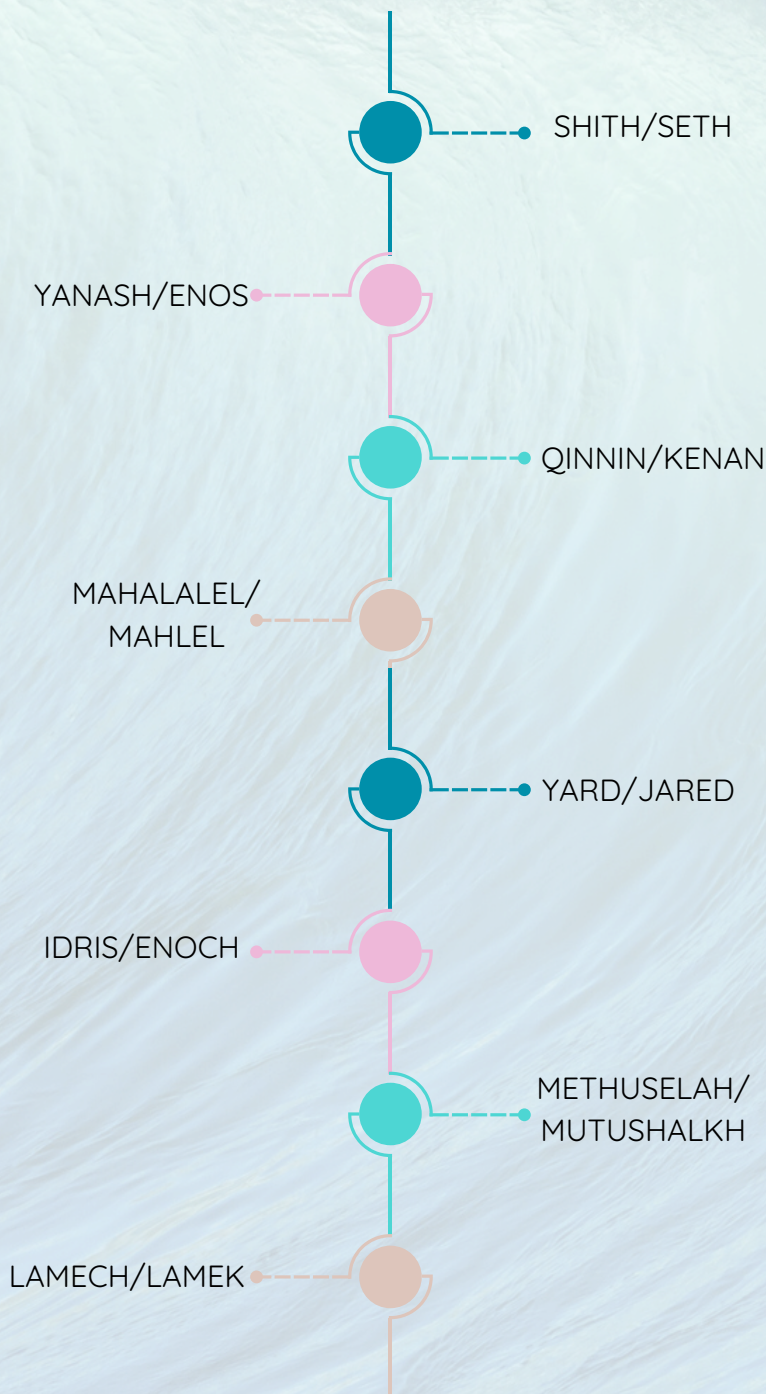 SHITH/SETH
YANASH/ENOS
QINNIN/KENAN
MAHALALEL/
MAHLEL
YARD/JARED
IDRIS/ENOCH
METHUSELAH/
MUTUSHALKH
LAMECH/LAMEK